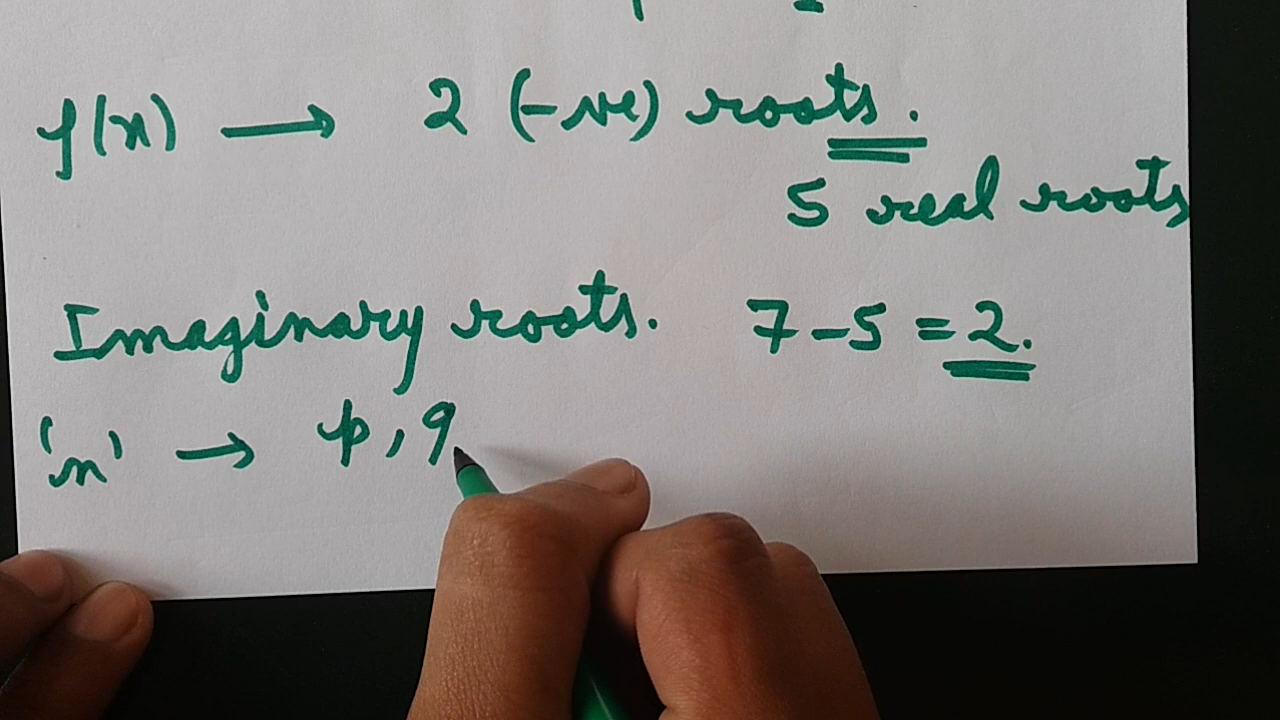 f(x) → 2 (-ve) roots.
5 real roots
Imaginary roots. 7-5 = 2.
'n' → p, q